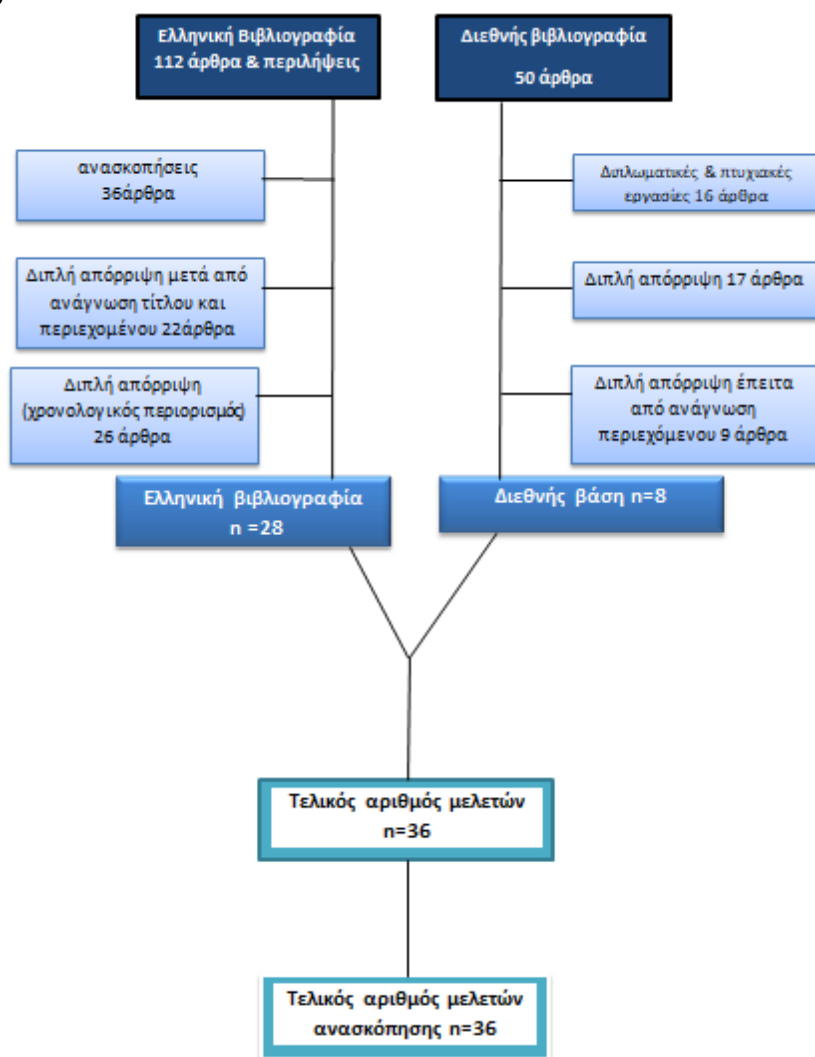 Ελληνική Βιβλιογραφία
112 άρθρα & περιλήψεις
Διεθνής βιβλιογραφία
50 άρθρα
ανασκοπήσεις
36άρθρα
Διπλωματικές & πτυχιακές
εργασίες 16 άρθρα
Διπλή απόρριψη μετά από
ανάγνωση τίτλου και
περιεχομένου 22άρθρα
Διπλή απόρριψη 17 άρθρα
Διπλή απόρριψη
(χρονολογικός περιορισμός)
26 άρθρα
Διπλή απόρριψη έπειτα
από ανάγνωση
περιεχόμενου 9 άρθρα
Ελληνική βιβλιογραφία
n =28
Διεθνής βάση n=8
Τελικός αριθμός μελετών
n=36
Τελικός αριθμός μελετών
ανασκόπησης n=36